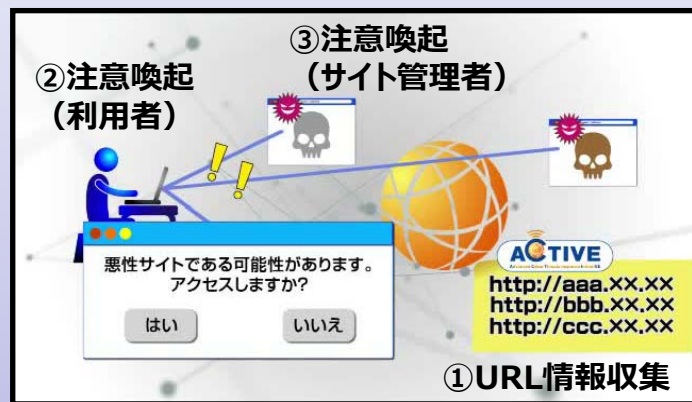 ③注意喚起
（サイト管理者）
②注意喚起
（利用者）
悪性サイトである可能性があります。
アクセスしますか?
はい
いいえ
ACTIVE
http://aaa.××.××
http://bbb.××.××
http://ccc.××.××
①URL情報収集